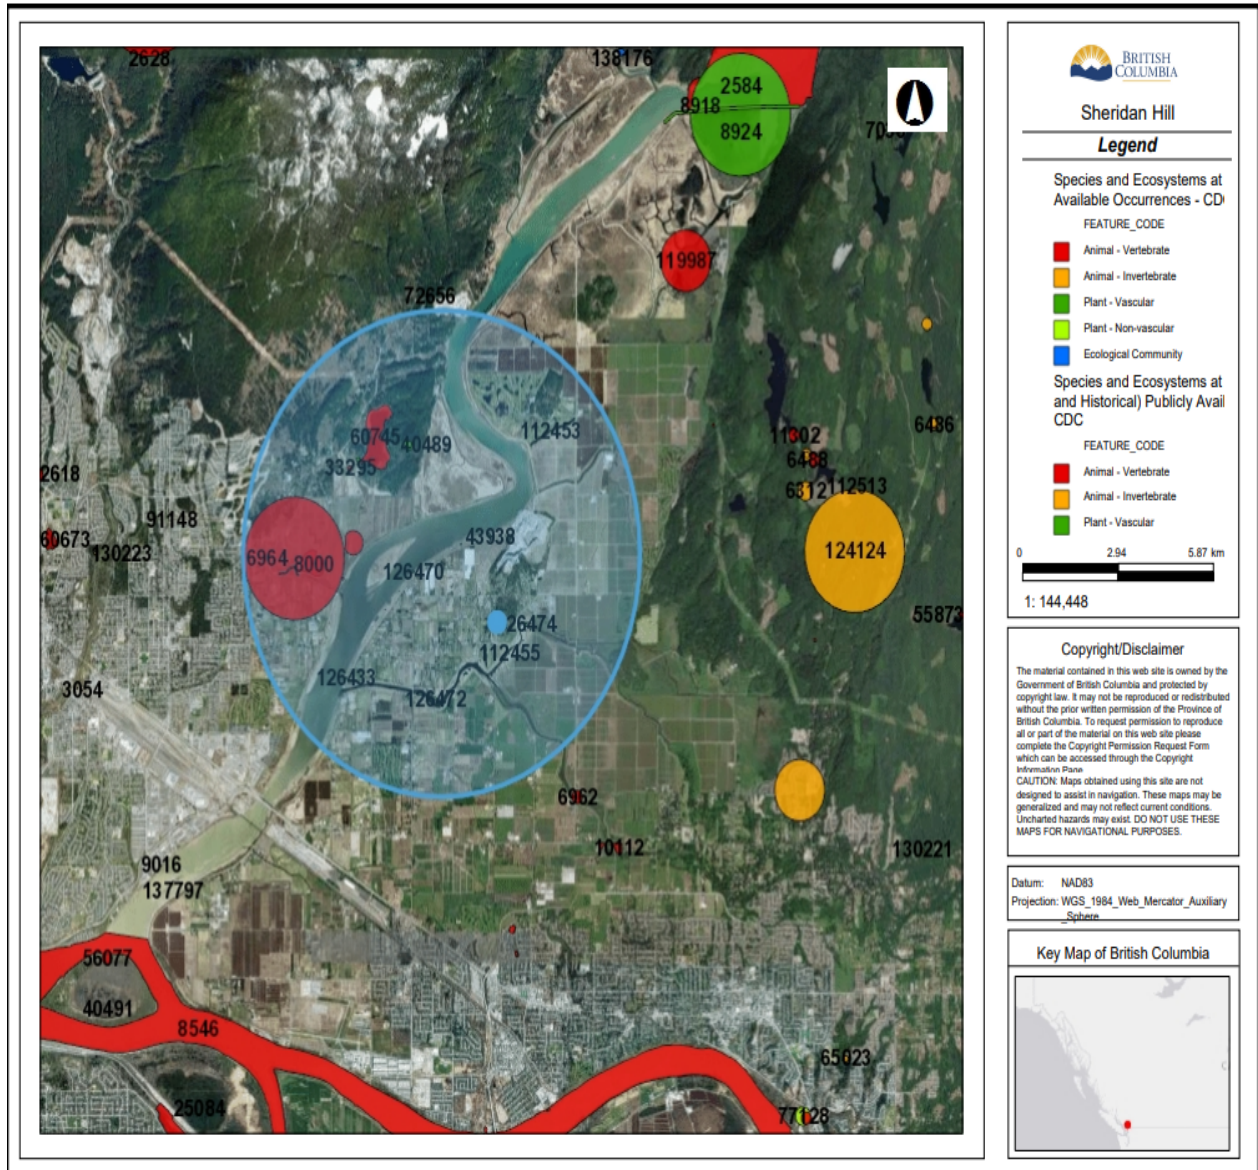 2628
138176
2584
8918
8924
119987
72656
60745
40489
33295
112453
11302
6488
6486
6312
112513
2618
91148
60673
130223
6964
8000
43938
126470
124124
26474
112455
55873
3054
126433
126472
6962
10112
130221
9016
137797
56077
40491
8546
65023
25084
77128
BRITISH
COLUMBIA
Sheridan Hill
Legend
Species and Ecosystems at
Available Occurrences - CD
FEATURE_CODE
Animal - Vertebrate
Animal - Invertebrate
Plant - Vascular
Plant - Non-vascular
Ecological Community
Species and Ecosystems at
and Historical) Publicly Avail
CDC
FEATURE_CODE
Animal - Vertebrate
Animal - Invertebrate
Plant - Vascular
0 2.94 5.87 km
1: 144,448
Copyright/Disclaimer
The material contained in this web site is owned by the
Government of British Columbia and protected by
copyright law. It may not be reproduced or redistributed
without the prior written permission of the Province of
British Columbia. To request permission to reproduce
all or part of the material on this web site please
complete the Copyright Permission Request Form
which can be accessed through the Copyright
Information Page
CAUTION: Maps obtained using this site are not
designed to assist in navigation. These maps may be
generalized and may not reflect current conditions.
Uncharted hazards may exist. DO NOT USE THESE
MAPS FOR NAVIGATIONAL PURPOSES.
Datum: NAD83
Projection: WGS_1984_Web_Mercator_Auxiliary
_Sphere
Key Map of British Columbia